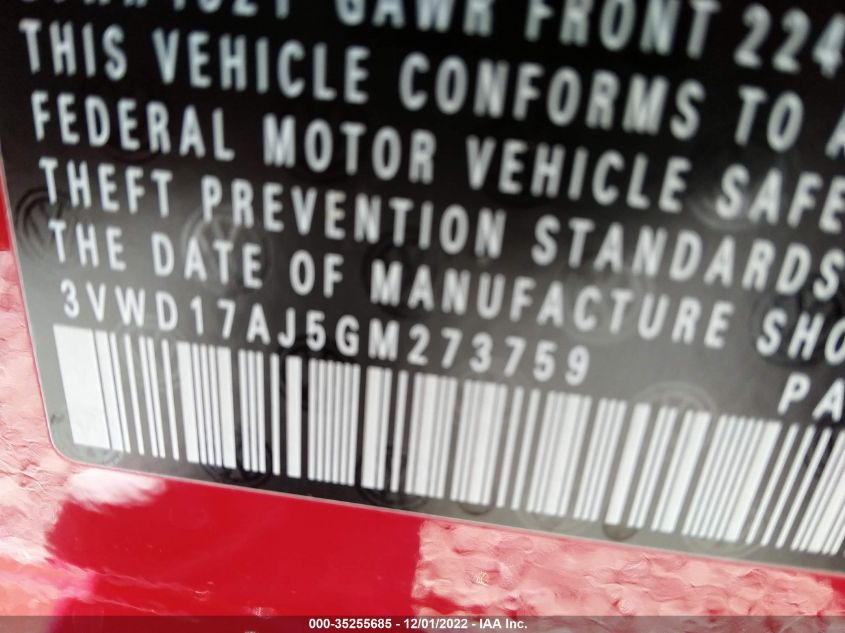 GAWR FRONT 224
THIS VEHICLE CONFORMS TO A
FEDERAL MOTOR VEHICLE SAFE
THEFT PREVENTION STANDARDS
THE DATE OF MANUFACTURE SHO
3VWD17AJ5GM273759
PA
000-35255685 - 12/01/2022 - IAA Inc.